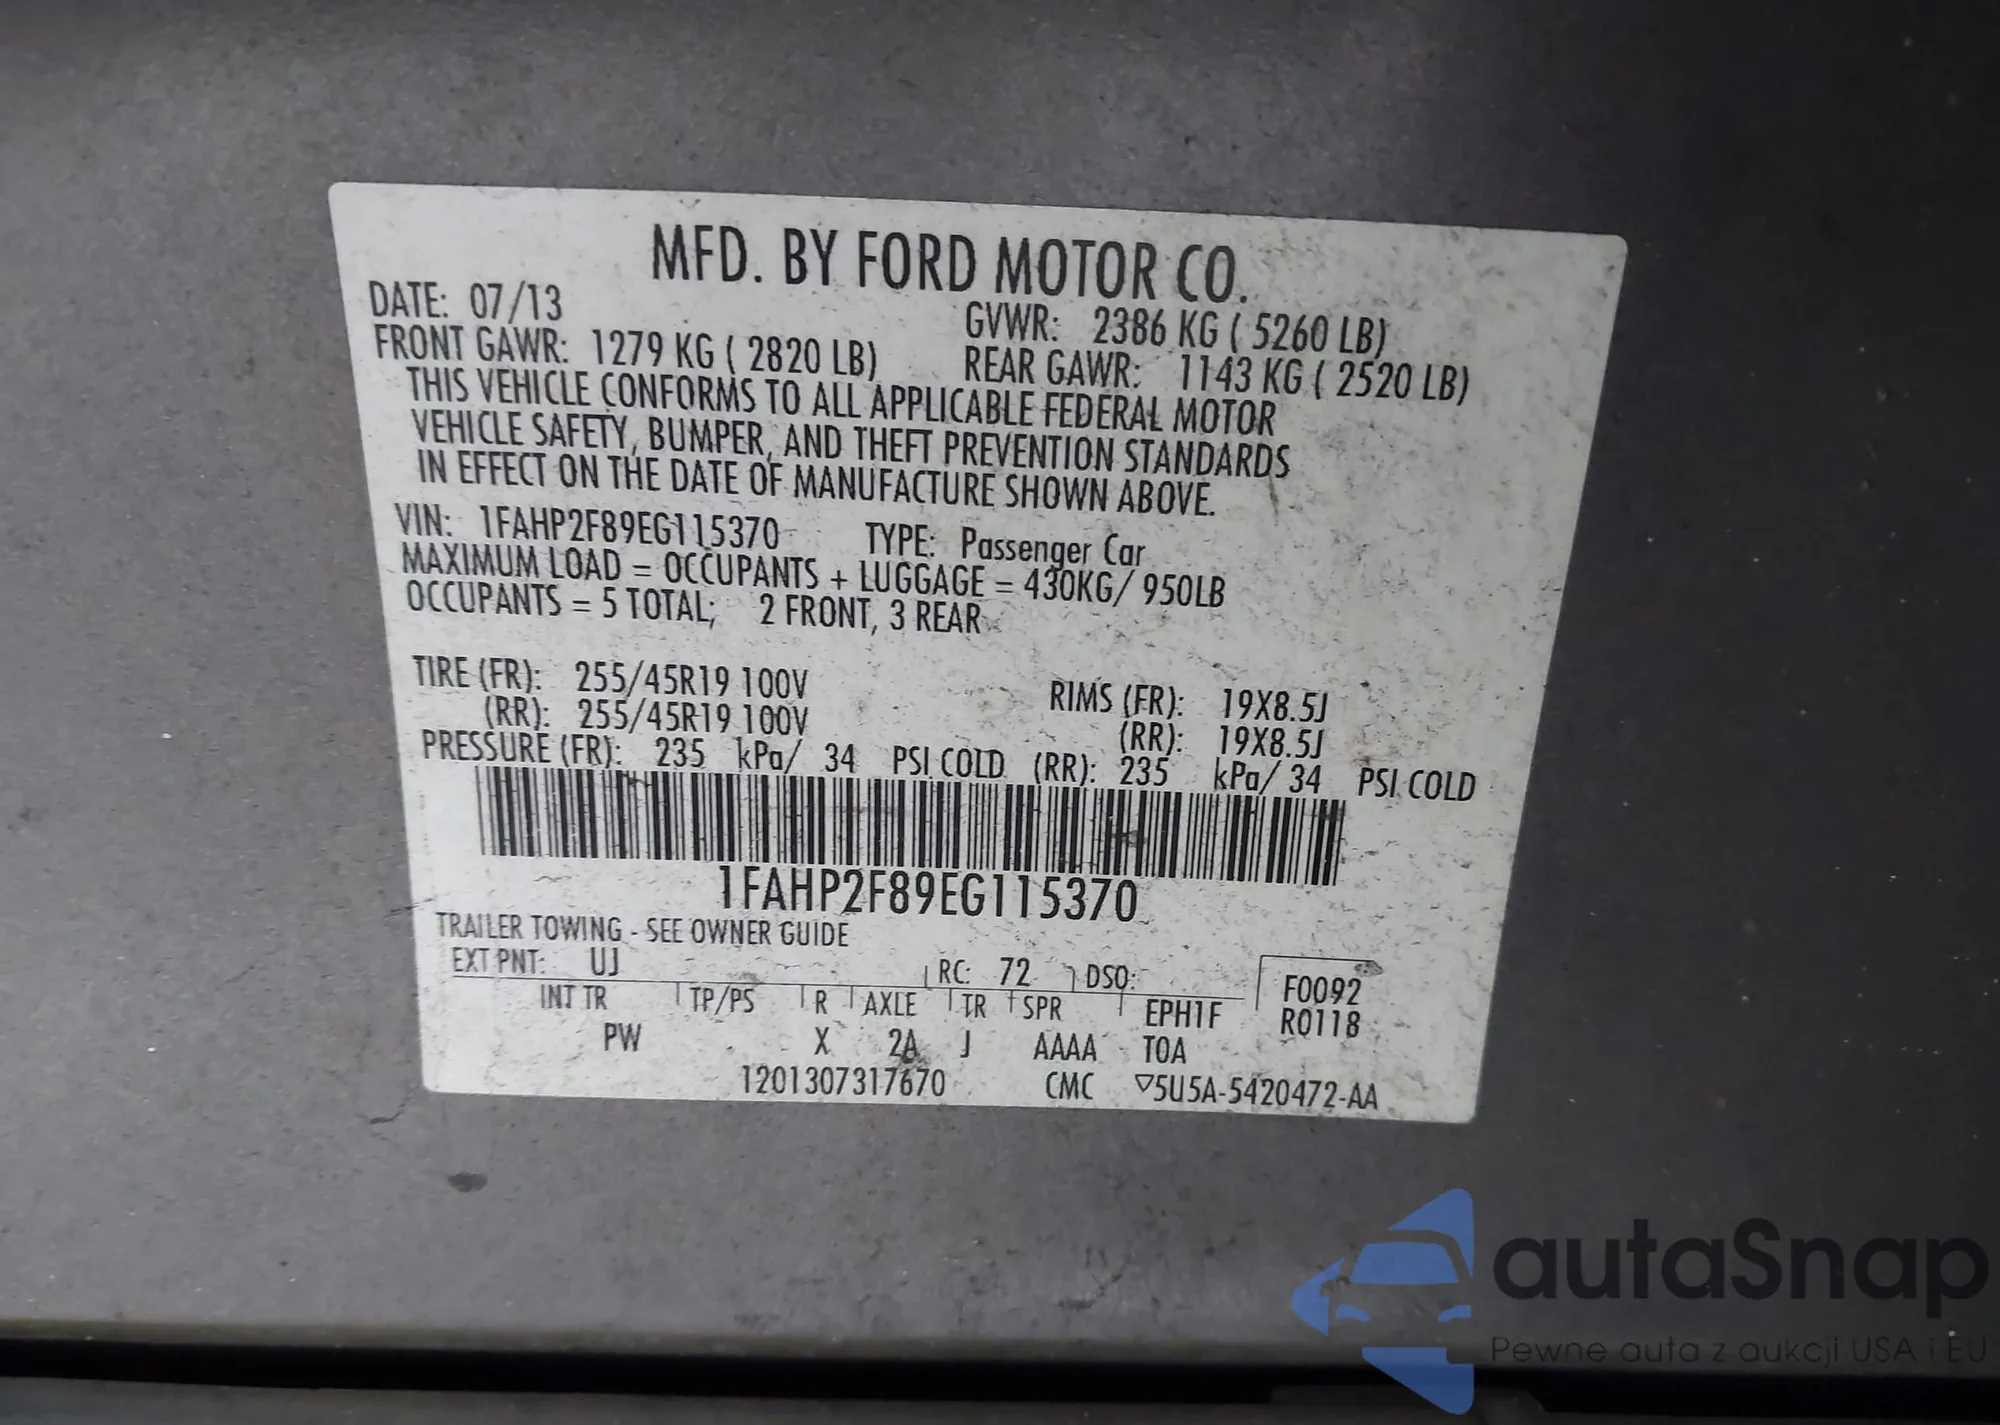 MFD. BY FORD MOTOR CO.
DATE: 07/13 GVWR: 2386 KG ( 5260 LB)
FRONT GAWR: 1279 KG ( 2820 LB) REAR GAWR: 1143 KG ( 2520 LB)
THIS VEHICLE CONFORMS TO ALL APPLICABLE FEDERAL MOTOR
VEHICLE SAFETY, BUMPER, AND THEFT PREVENTION STANDARDS
IN EFFECT ON THE DATE OF MANUFACTURE SHOWN ABOVE.
VIN: 1FAHP2F89EG115370 TYPE: Passenger Car
MAXIMUM LOAD = OCCUPANTS + LUGGAGE = 430KG/ 950LB
OCCUPANTS = 5 TOTAL; 2 FRONT, 3 REAR
TIRE (FR): 255/45R19 100V RIMS (FR): 19X8.5J
(RR): 255/45R19 100V (RR): 19X8.5J
PRESSURE (FR): 235 kPa/ 34 PSI COLD (RR): 235 kPa/ 34 PSI COLD
1FAHP2F89EG115370
TRAILER TOWING - SEE OWNER GUIDE
EXT PNT: UJ RC: 72 DSO: F0092
INT TR TP/PS R AXLE TR SPR EPH1F R0118
PW X 2A J AAAA TOA
1201307317670 CMC ▽5U5A-5420472-AA
autaSnap
Pewne auta z aukcji USA i EU